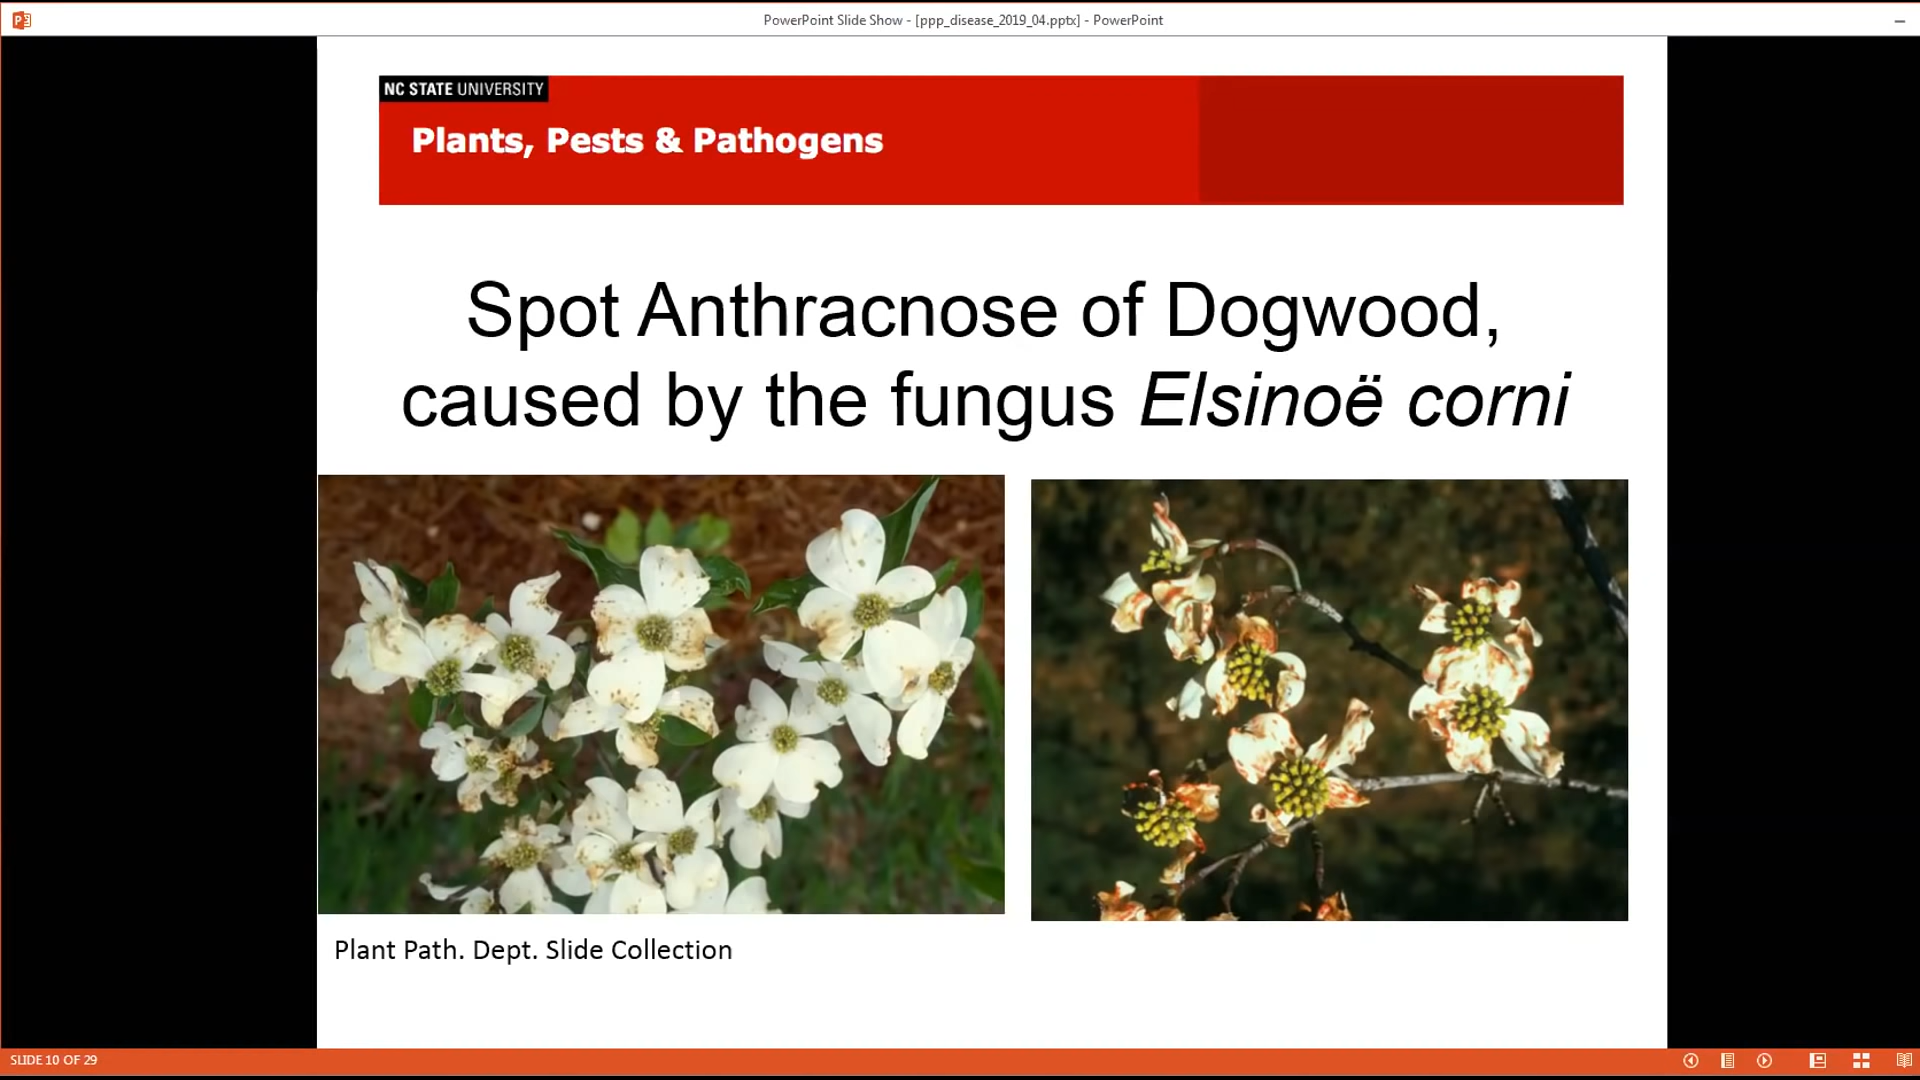 PowerPoint Slide Show - [ppp_disease_2019_04.pptx] - PowerPoint
NC STATE UNIVERSITY
Plants, Pests & Pathogens
Spot Anthracnose of Dogwood,
caused by the fungus Elsinoë corni
Plant Path. Dept. Slide Collection
SLIDE 10 OF 29